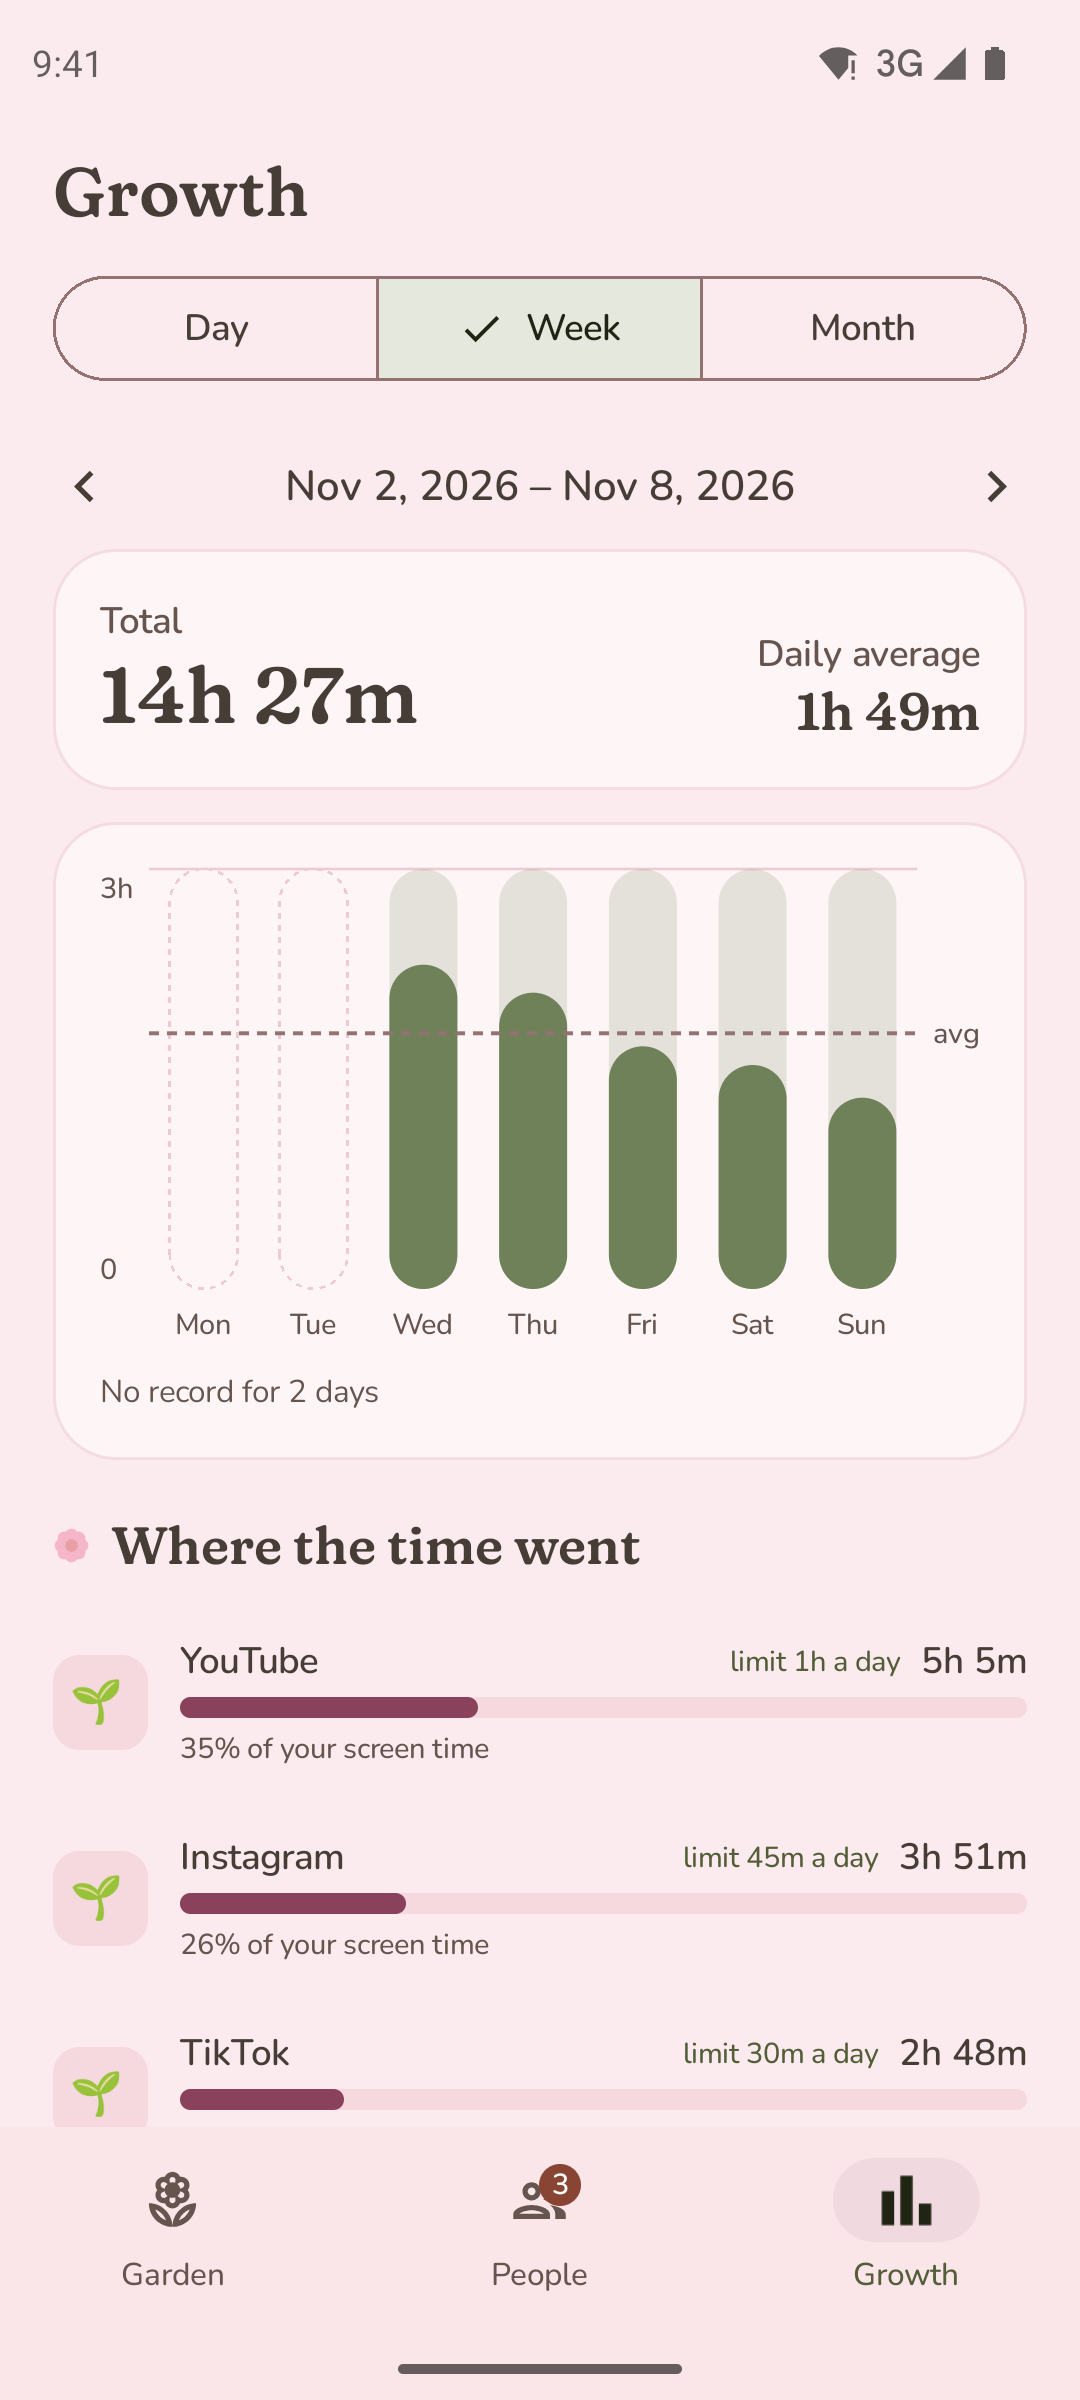 9:41
3G
Growth
Day
Week
Month
Nov 2, 2026 – Nov 8, 2026
Total
14h 27m
Daily average
1h 49m
3h
avg
0
Mon Tue Wed Thu Fri Sat Sun
No record for 2 days
Where the time went
YouTube limit 1h a day 5h 5m
35% of your screen time
Instagram limit 45m a day 3h 51m
26% of your screen time
TikTok limit 30m a day 2h 48m
3
Garden People Growth